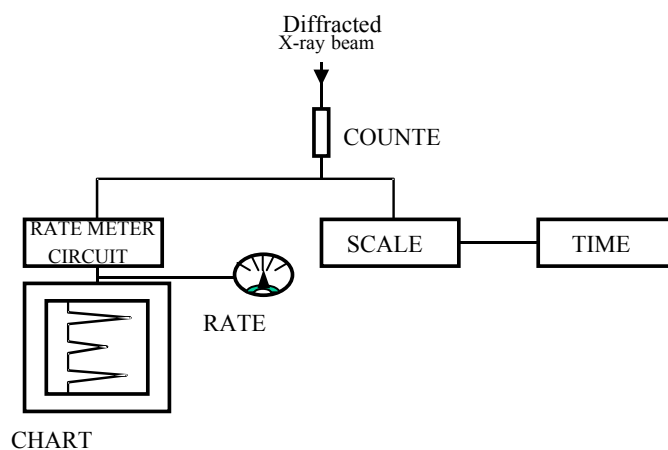 Diffracted
X-ray beam
COUNTE
RATE METER
CIRCUIT
SCALE
TIME
RATE
CHART